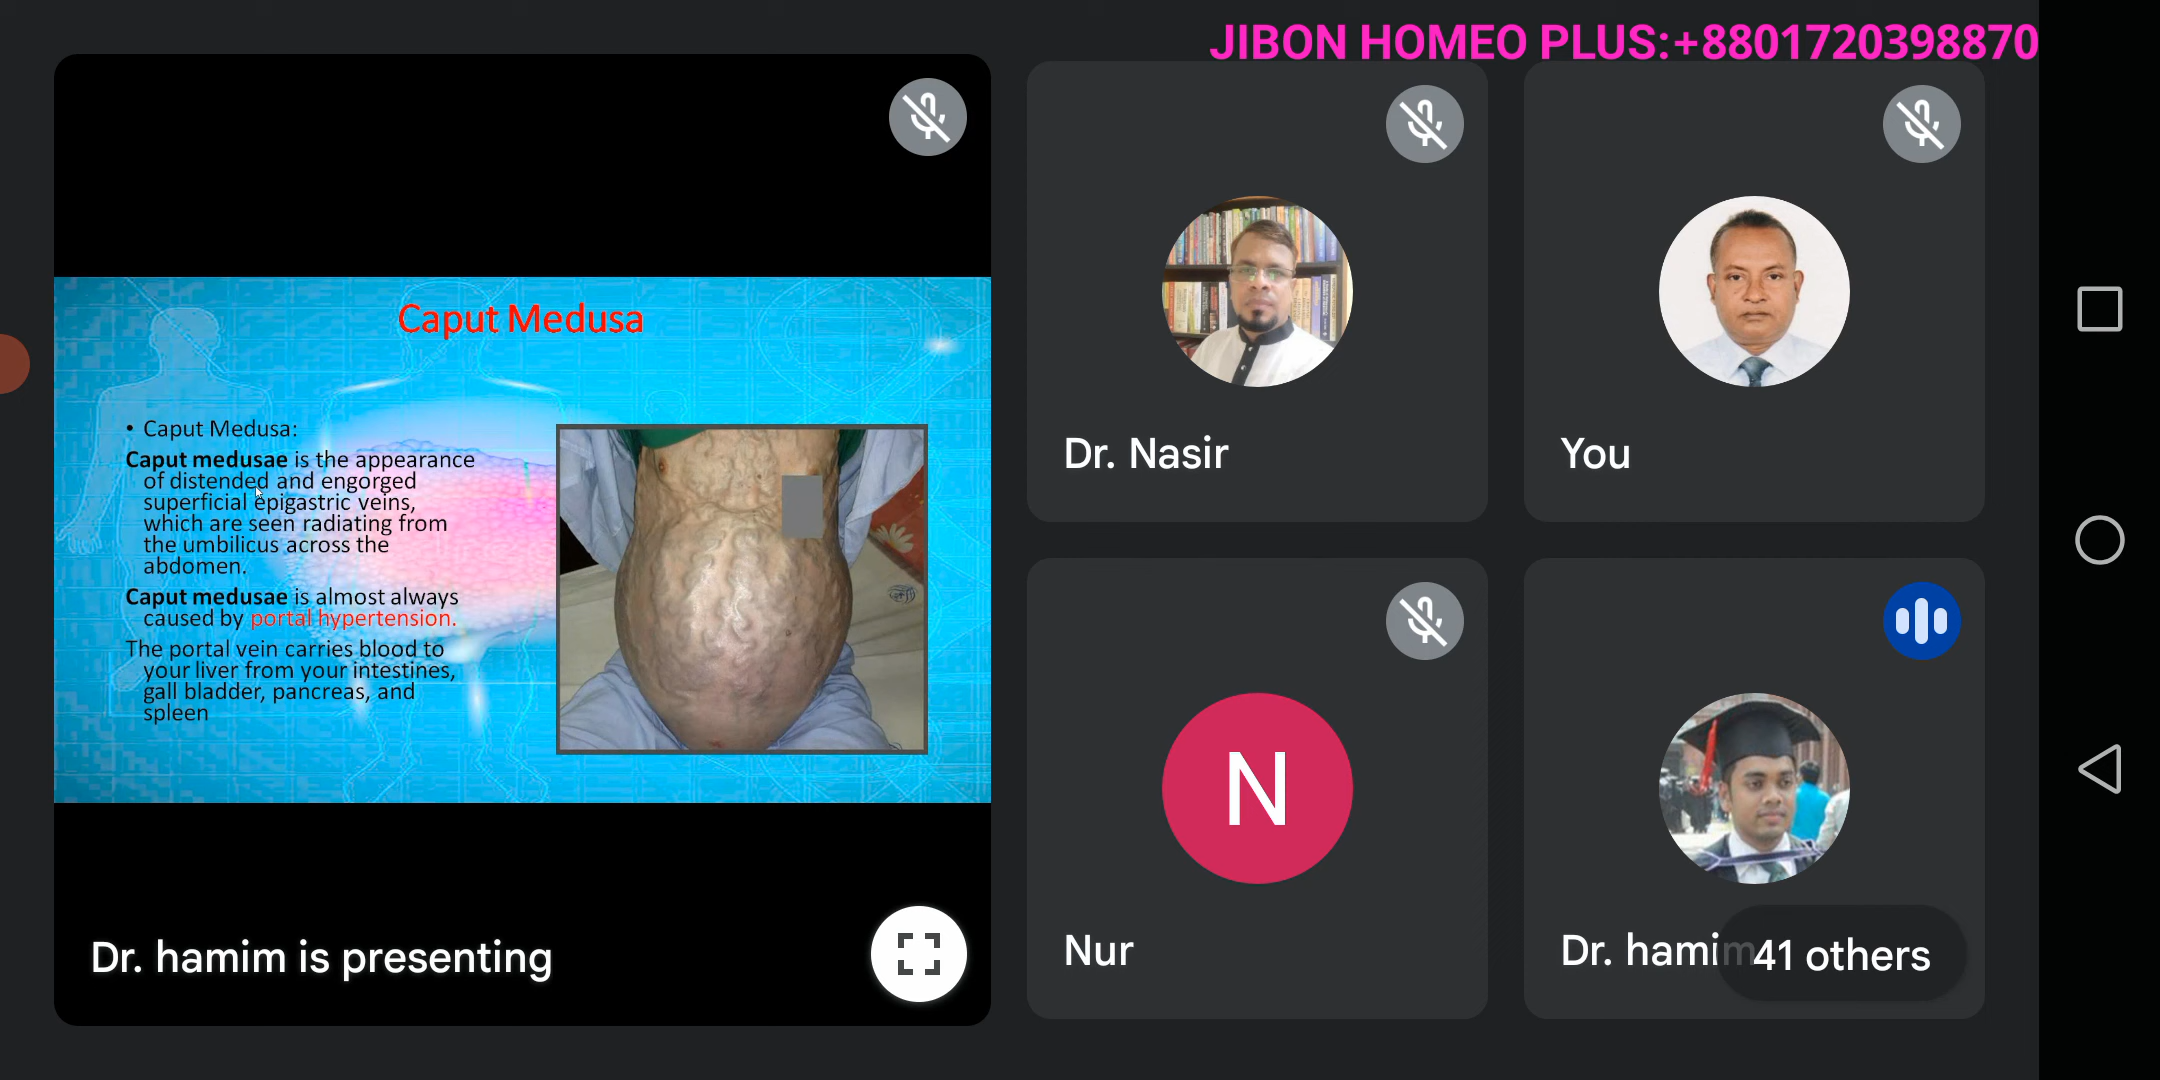 JIBON HOMEO PLUS:+8801720398870
Caput Medusa
• Caput Medusa:
Caput medusae is the appearance
of distended and engorged
superficial epigastric veins,
which are seen radiating from
the umbilicus across the
abdomen.
Caput medusae is almost always
caused by portal hypertension.
The portal vein carries blood to
your liver from your intestines,
gall bladder, pancreas, and
spleen
Dr. hamim is presenting
Dr. Nasir
You
N
Nur
Dr. hamim
41 others